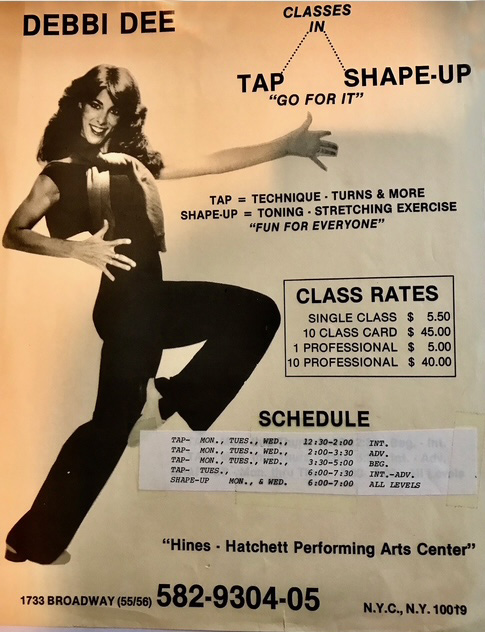 DEBBI DEE
CLASSES
IN
TAP SHAPE-UP
"GO FOR IT"
TAP = TECHNIQUE - TURNS & MORE
SHAPE-UP = TONING - STRETCHING EXERCISE
"FUN FOR EVERYONE"
CLASS RATES
SINGLE CLASS $ 5.50
10 CLASS CARD $ 45.00
1 PROFESSIONAL $ 5.00
10 PROFESSIONAL $ 40.00
SCHEDULE
TAP- MON., TUES., WED., 12:30-2:00 INT.
TAP- MON., TUES., WED., 2:00-3:30 ADV.
TAP- MON., TUES., WED., 3:30-5:00 BEG.
TAP- TUES., 6:00-7:30 INT.-ADV.
SHAPE-UP MON., & WED. 6:00-7:00 ALL LEVELS
"Hines - Hatchett Performing Arts Center"
1733 BROADWAY (55/56) 582-9304-05 N.Y.C., N.Y. 10019